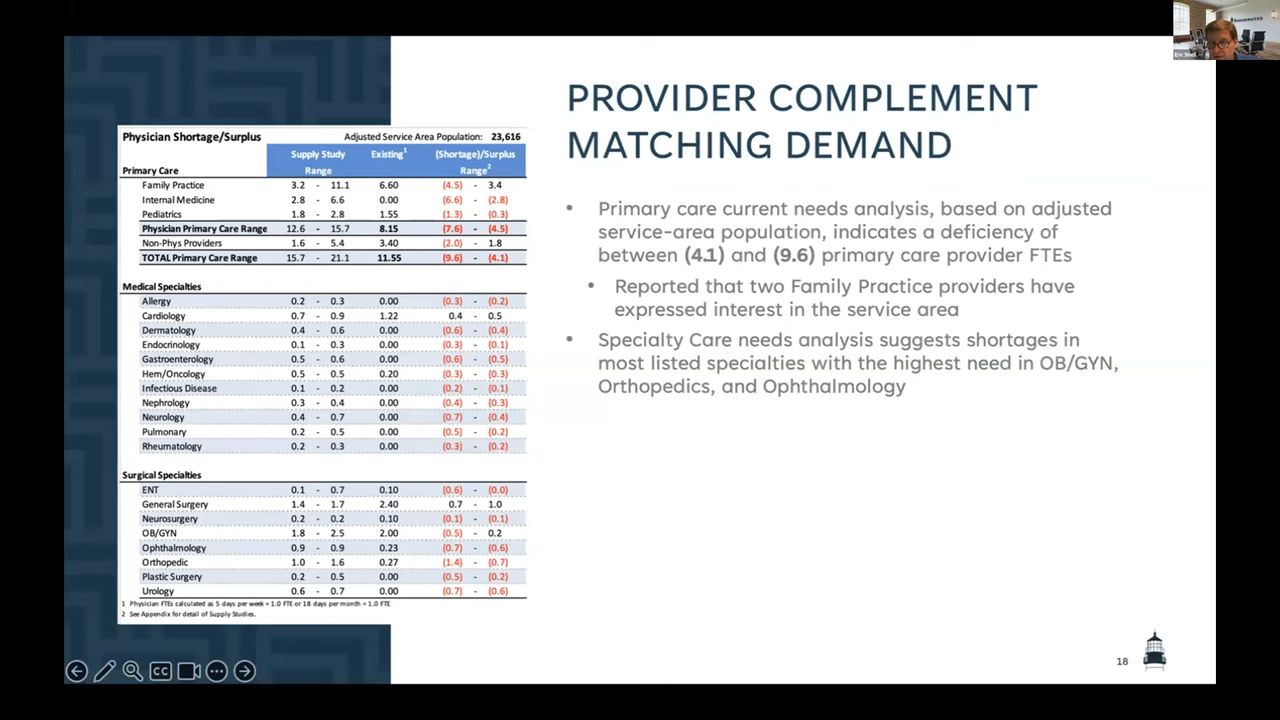 PROVIDER COMPLEMENT
MATCHING DEMAND
Physician Shortage/Surplus Adjusted Service Area Population: 23,616
Supply Study Existing1 (Shortage)/Surplus
Primary Care Range Range2
Family Practice 3.2 - 11.1 6.60 (4.5) - 3.4
Internal Medicine 2.8 - 6.6 0.00 (6.6) - (2.8)
Pediatrics 1.8 - 2.8 1.55 (1.3) - (0.3)
Physician Primary Care Range 12.6 - 15.7 8.15 (7.6) - (4.5)
Non-Phys Providers 1.6 - 5.4 3.40 (2.0) - 1.8
TOTAL Primary Care Range 15.7 - 21.1 11.55 (9.6) - (4.1)
Medical Specialties
Allergy 0.2 - 0.3 0.00 (0.3) - (0.2)
Cardiology 0.7 - 0.9 1.22 0.4 - 0.5
Dermatology 0.4 - 0.6 0.00 (0.6) - (0.4)
Endocrinology 0.1 - 0.3 0.00 (0.3) - (0.1)
Gastroenterology 0.5 - 0.6 0.00 (0.6) - (0.5)
Hem/Oncology 0.5 - 0.5 0.20 (0.3) - (0.3)
Infectious Disease 0.1 - 0.2 0.00 (0.2) - (0.1)
Nephrology 0.3 - 0.4 0.00 (0.4) - (0.3)
Neurology 0.4 - 0.7 0.00 (0.7) - (0.4)
Pulmonary 0.2 - 0.5 0.00 (0.5) - (0.2)
Rheumatology 0.2 - 0.3 0.00 (0.3) - (0.2)
Surgical Specialties
ENT 0.1 - 0.7 0.10 (0.6) - (0.0)
General Surgery 1.4 - 1.7 2.40 0.7 - 1.0
Neurosurgery 0.2 - 0.2 0.10 (0.1) - (0.1)
OB/GYN 1.8 - 2.5 2.00 (0.5) - 0.2
Ophthalmology 0.9 - 0.9 0.23 (0.7) - (0.6)
Orthopedic 1.0 - 1.6 0.27 (1.4) - (0.7)
Plastic Surgery 0.2 - 0.5 0.00 (0.5) - (0.2)
Urology 0.6 - 0.7 0.00 (0.7) - (0.6)
1 Physician FTEs calculated as 5 days per week = 1.0 FTE or 18 days per month = 1.0 FTE
2 See Appendix for detail of Supply Studies.
• Primary care current needs analysis, based on adjusted
service-area population, indicates a deficiency of
between (4.1) and (9.6) primary care provider FTEs
• Reported that two Family Practice providers have
expressed interest in the service area
• Specialty Care needs analysis suggests shortages in
most listed specialties with the highest need in OB/GYN,
Orthopedics, and Ophthalmology
18
CC
Eric Shell